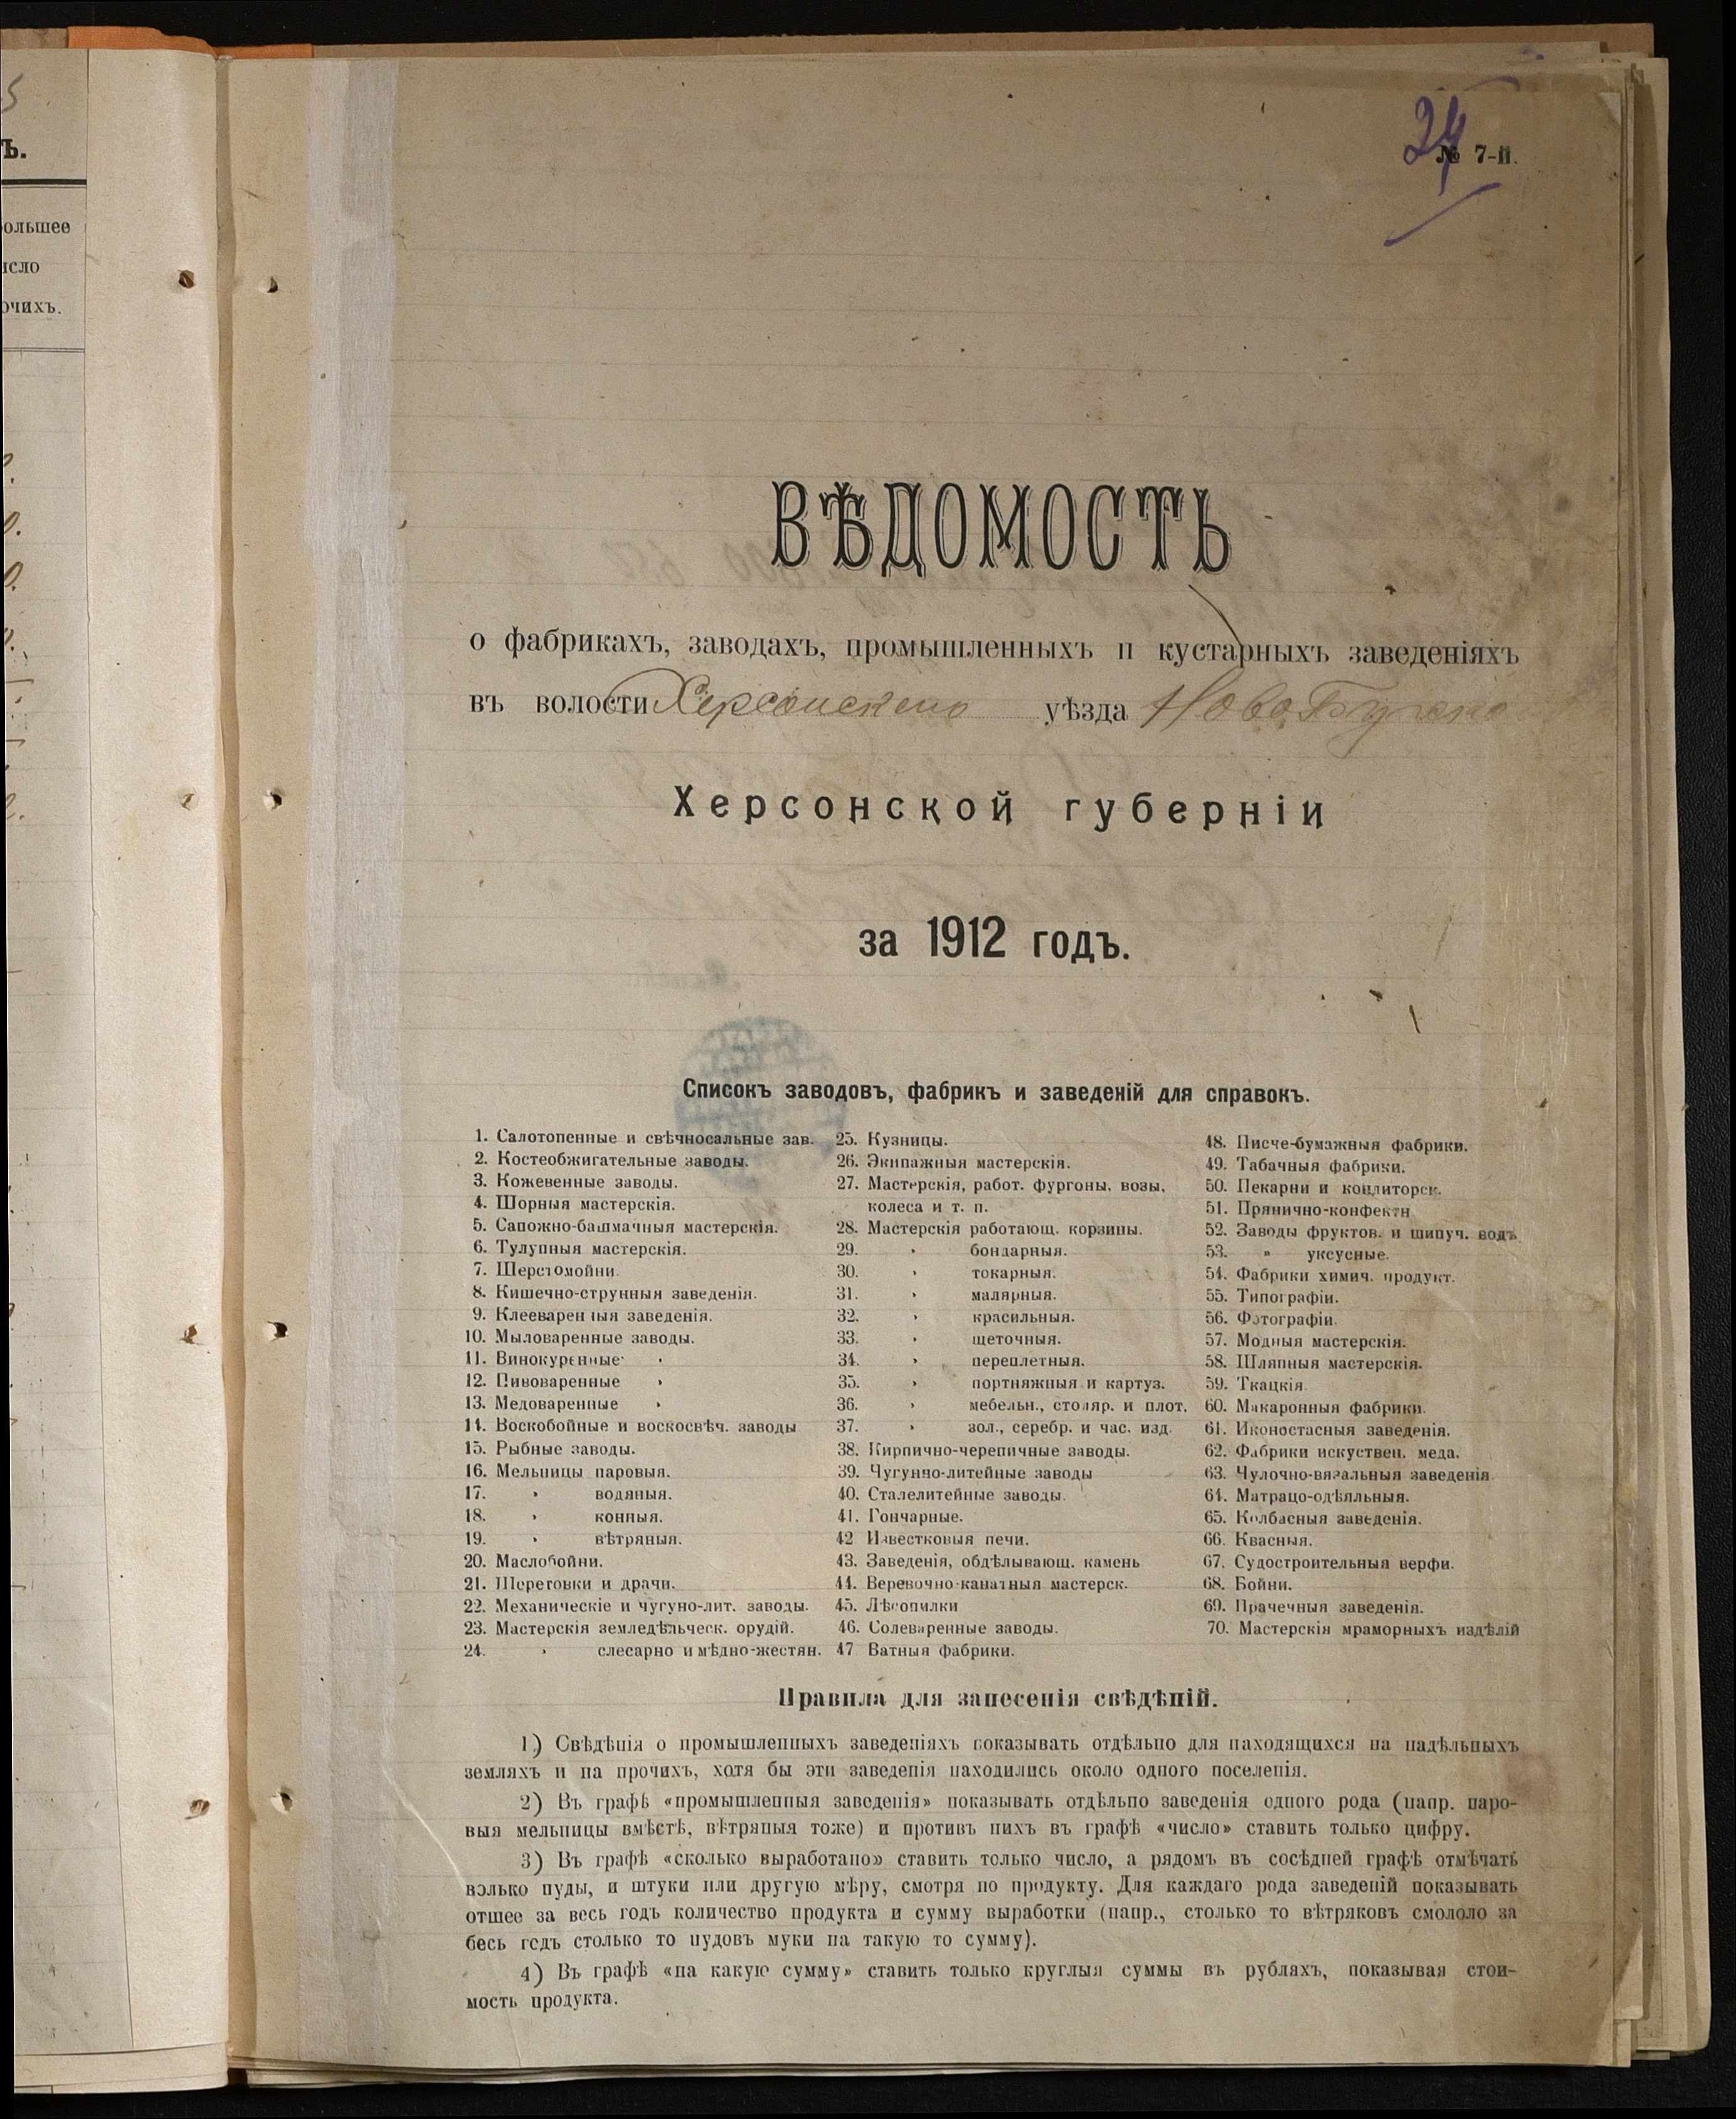 24
№ 7-й.
ВѢДОМОСТЬ
о фабрикахъ, заводахъ, промышленныхъ и кустарныхъ заведеніяхъ
въ волости Херсонскаго уѣзда Ново-Бугско
Херсонской губерніи
за 1912 годъ.
Списокъ заводовъ, фабрикъ и заведеній для справокъ.
1. Салотопенные и свѣчносальные зав.
2. Костеобжигательные заводы.
3. Кожевенные заводы.
4. Шорныя мастерскія.
5. Сапожно-башмачныя мастерскія.
6. Тулупныя мастерскія.
7. Шерстомойни.
8. Кишечно-струнныя заведенія.
9. Клееваренныя заведенія.
10. Мыловаренные заводы.
11. Винокуренные »
12. Пивоваренные »
13. Медоваренные »
14. Воскобойные и воскосвѣч. заводы
15. Рыбные заводы.
16. Мельницы паровыя.
17. » водяныя.
18. » конныя.
19. » вѣтряныя.
20. Маслобойни.
21. Шеретовки и драчи.
22. Механическіе и чугуно-лит. заводы.
23. Мастерскія земледѣльческ. орудій.
24. » слесарно и мѣдно-жестян.
25. Кузницы.
26. Экипажныя мастерскія.
27. Мастерскія, работ. фургоны, возы,
колеса и т. п.
28. Мастерскія работающ. корзины.
29. » бондарныя.
30. » токарныя.
31. » малярныя.
32. » красильныя.
33. » щеточныя.
34. » переплетныя.
35. » портняжныя и картуз.
36. » мебельн., столяр. и плот.
37. » зол., серебр. и час. изд.
38. Кирпично-черепичные заводы.
39. Чугунно-литейные заводы
40. Сталелитейные заводы.
41. Гончарные.
42 Известковыя печи.
43. Заведенія, обдѣлывающ. камень
44. Веревочно-канатныя мастерск.
45. Лѣсопилки
46. Солеваренные заводы.
47 Ватныя фабрики.
48. Писче-бумажныя фабрики.
49. Табачныя фабрики.
50. Пекарни и кондиторск.
51. Прянично-конфектн
52. Заводы фруктов. и шипуч. водъ
53. » уксусные.
54. Фабрики химич. продукт.
55. Типографіи.
56. Фотографіи.
57. Модныя мастерскія.
58. Шляпныя мастерскія.
59. Ткацкія.
60. Макаронныя фабрики.
61. Иконостасныя заведенія.
62. Фабрики искуствен. меда.
63. Чулочно-вязальныя заведенія.
64. Матрацо-одѣяльныя.
65. Колбасныя заведенія.
66. Квасныя.
67. Судостроительныя верфи.
68. Бойни.
69. Прачечныя заведенія.
70. Мастерскія мраморныхъ издѣлій
Правила для занесенія свѣдѣній.
1) Свѣдѣнія о промышленныхъ заведеніяхъ показывать отдѣльно для находящихся на надѣльныхъ
земляхъ и на прочихъ, хотя бы эти заведенія находились около одного поселенія.
2) Въ графѣ «промышленныя заведенія» показывать отдѣльно заведенія одного рода (напр. паро-
выя мельницы вмѣстѣ, вѣтряныя тоже) и противъ нихъ въ графѣ «число» ставить только цифру.
3) Въ графѣ «сколько выработано» ставить только число, а рядомъ въ сосѣдней графѣ отмѣчать
волько пуды, и штуки или другую мѣру, смотря по продукту. Для каждаго рода заведеній показывать
отшее за весь годъ количество продукта и сумму выработки (напр., столько то вѣтряковъ смололо за
бесь годъ столько то пудовъ муки на такую то сумму).
4) Въ графѣ «на какую сумму» ставить только круглыя суммы въ рубляхъ, показывая стои-
мость продукта.
ъ.
ольшее
исло
очихъ.